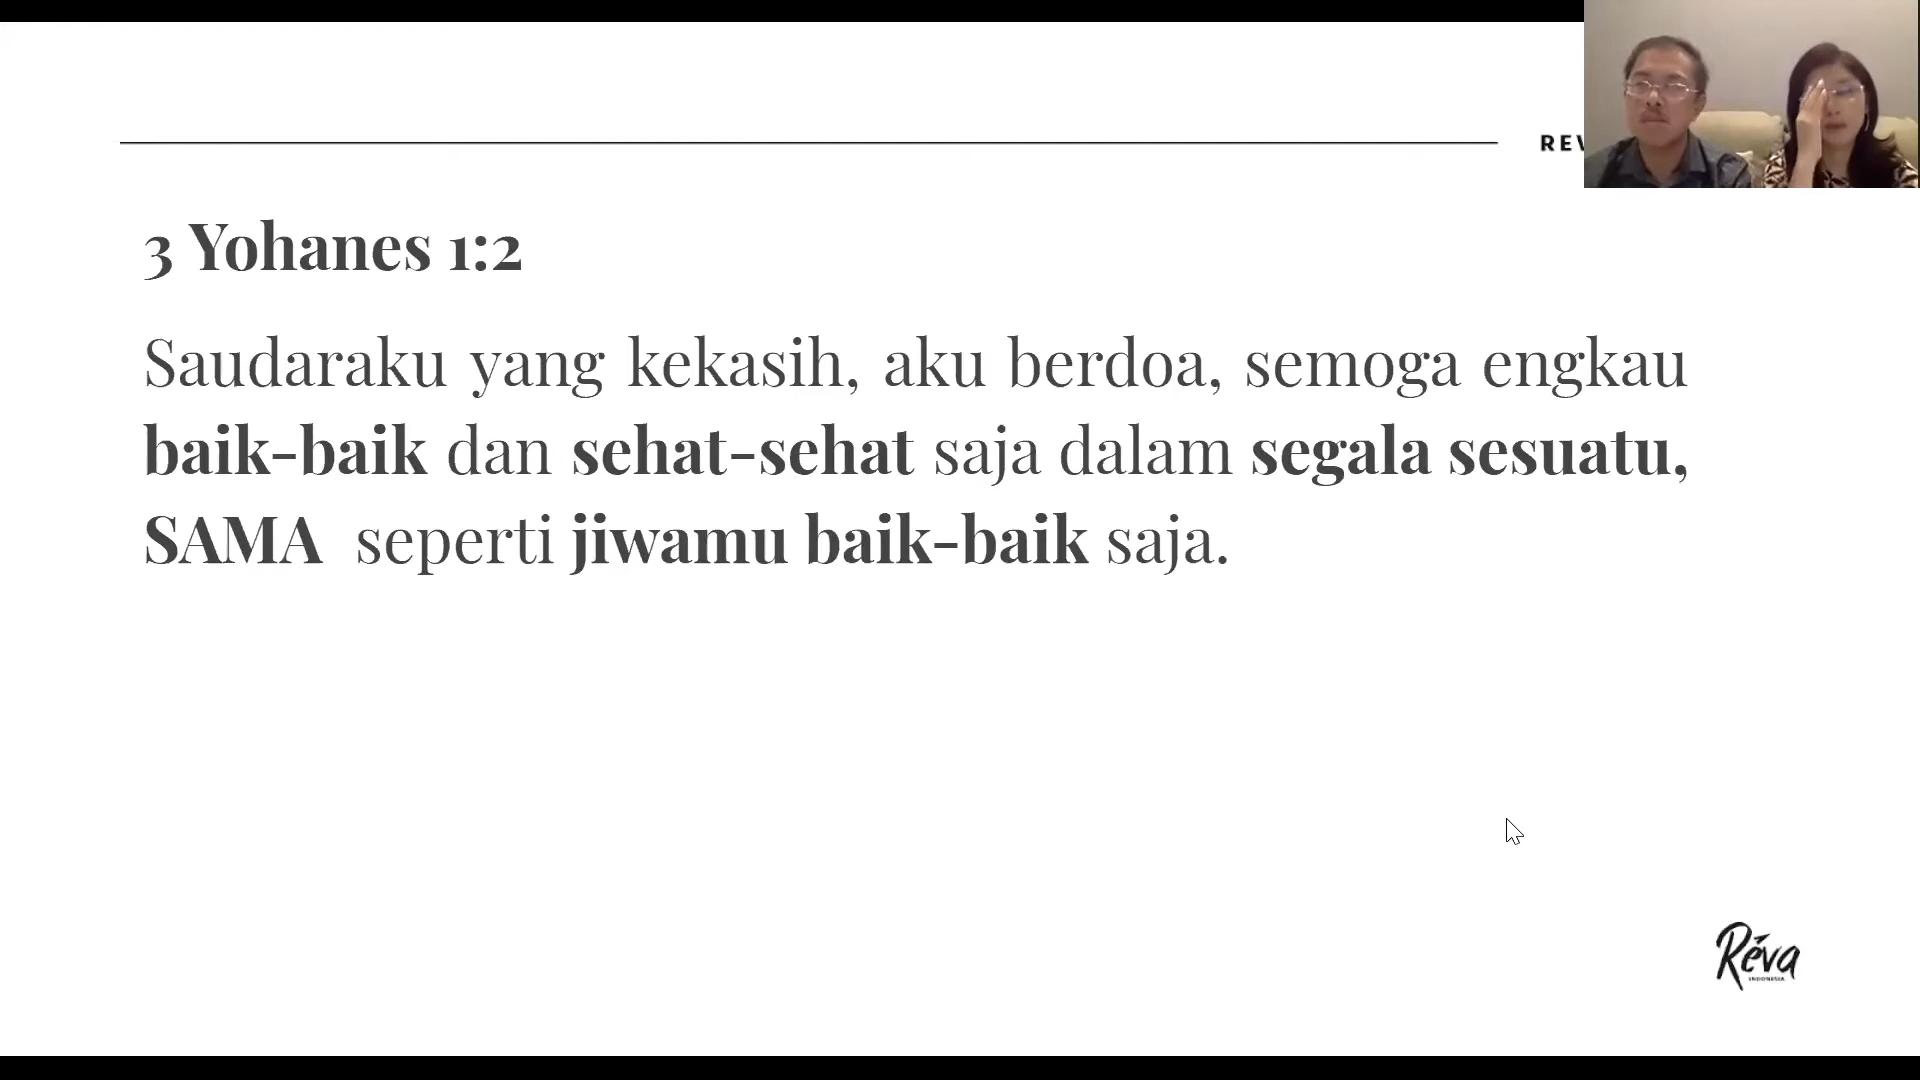 3 Yohanes 1:2
Saudaraku yang kekasih, aku berdoa, semoga engkau
baik-baik dan sehat-sehat saja dalam segala sesuatu,
SAMA seperti jiwamu baik-baik saja.
Réva
INDONESIA